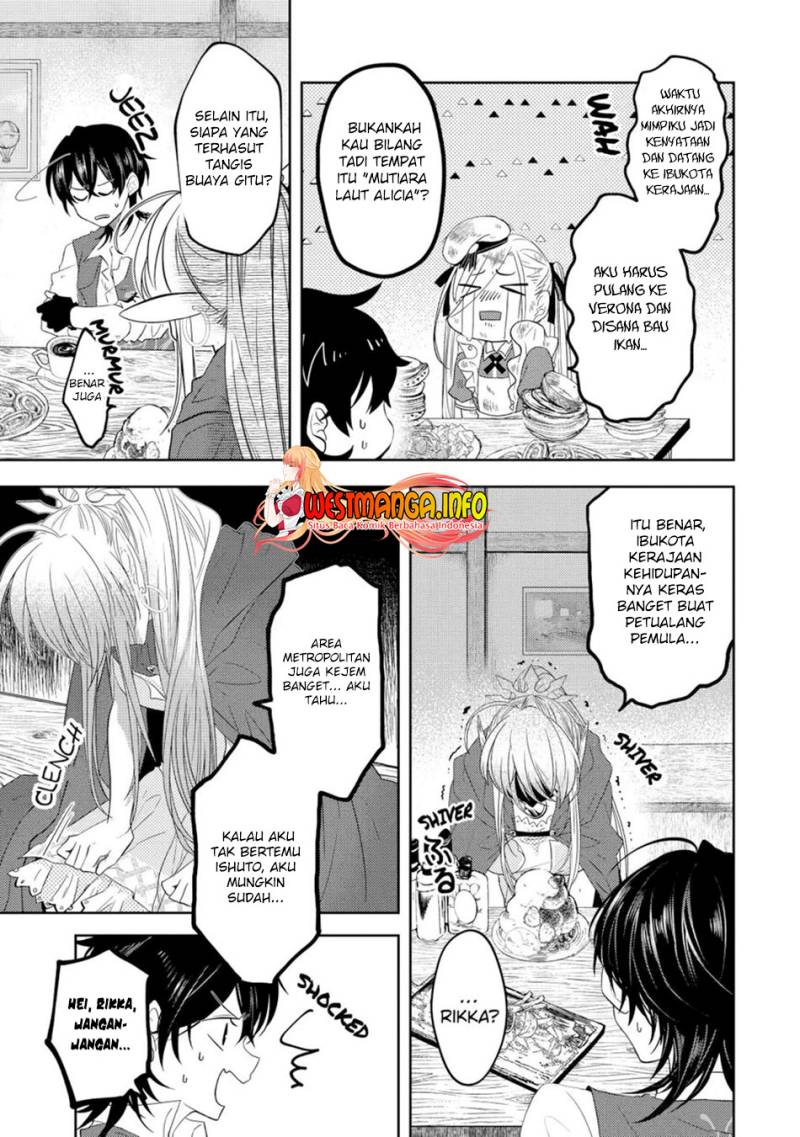 WAKTU
AKHIRNYA
MIMPIKU JADI
KENYATAAN
DAN DATANG
KE IBUKOTA
KERAJAAN...
AKU HARUS
PULANG KE
VERONA DAN
DISANA BAU
IKAN...
WAH
BUKANKAH
KAU BILANG
TADI TEMPAT
ITU "MUTIARA
LAUT ALICIA"?
SELAIN ITU,
SIAPA YANG
TERHASUT
TANGIS
BUAYA GITU?
JEEZ
MURMUR
...
BENAR
JUGA
WESTMANGA.INFO
Situs Baca Komik Berbahasa Indonesia
ITU BENAR,
IBUKOTA
KERAJAAN
KEHIDUPAN-
NYA KERAS
BANGET BUAT
PETUALANG
PEMULA...
SHIVER
SHIVER
ぷる
...
RIKKA?
AREA
METROPOLITAN
JUGA KEJEM
BANGET... AKU
TAHU...
CLENCH
KALAU AKU
TAK BERTEMU
ISHUTO, AKU
MUNGKIN
SUDAH...
SHOCKED
HEI, RIKKA,
JANGAN-
JANGAN...